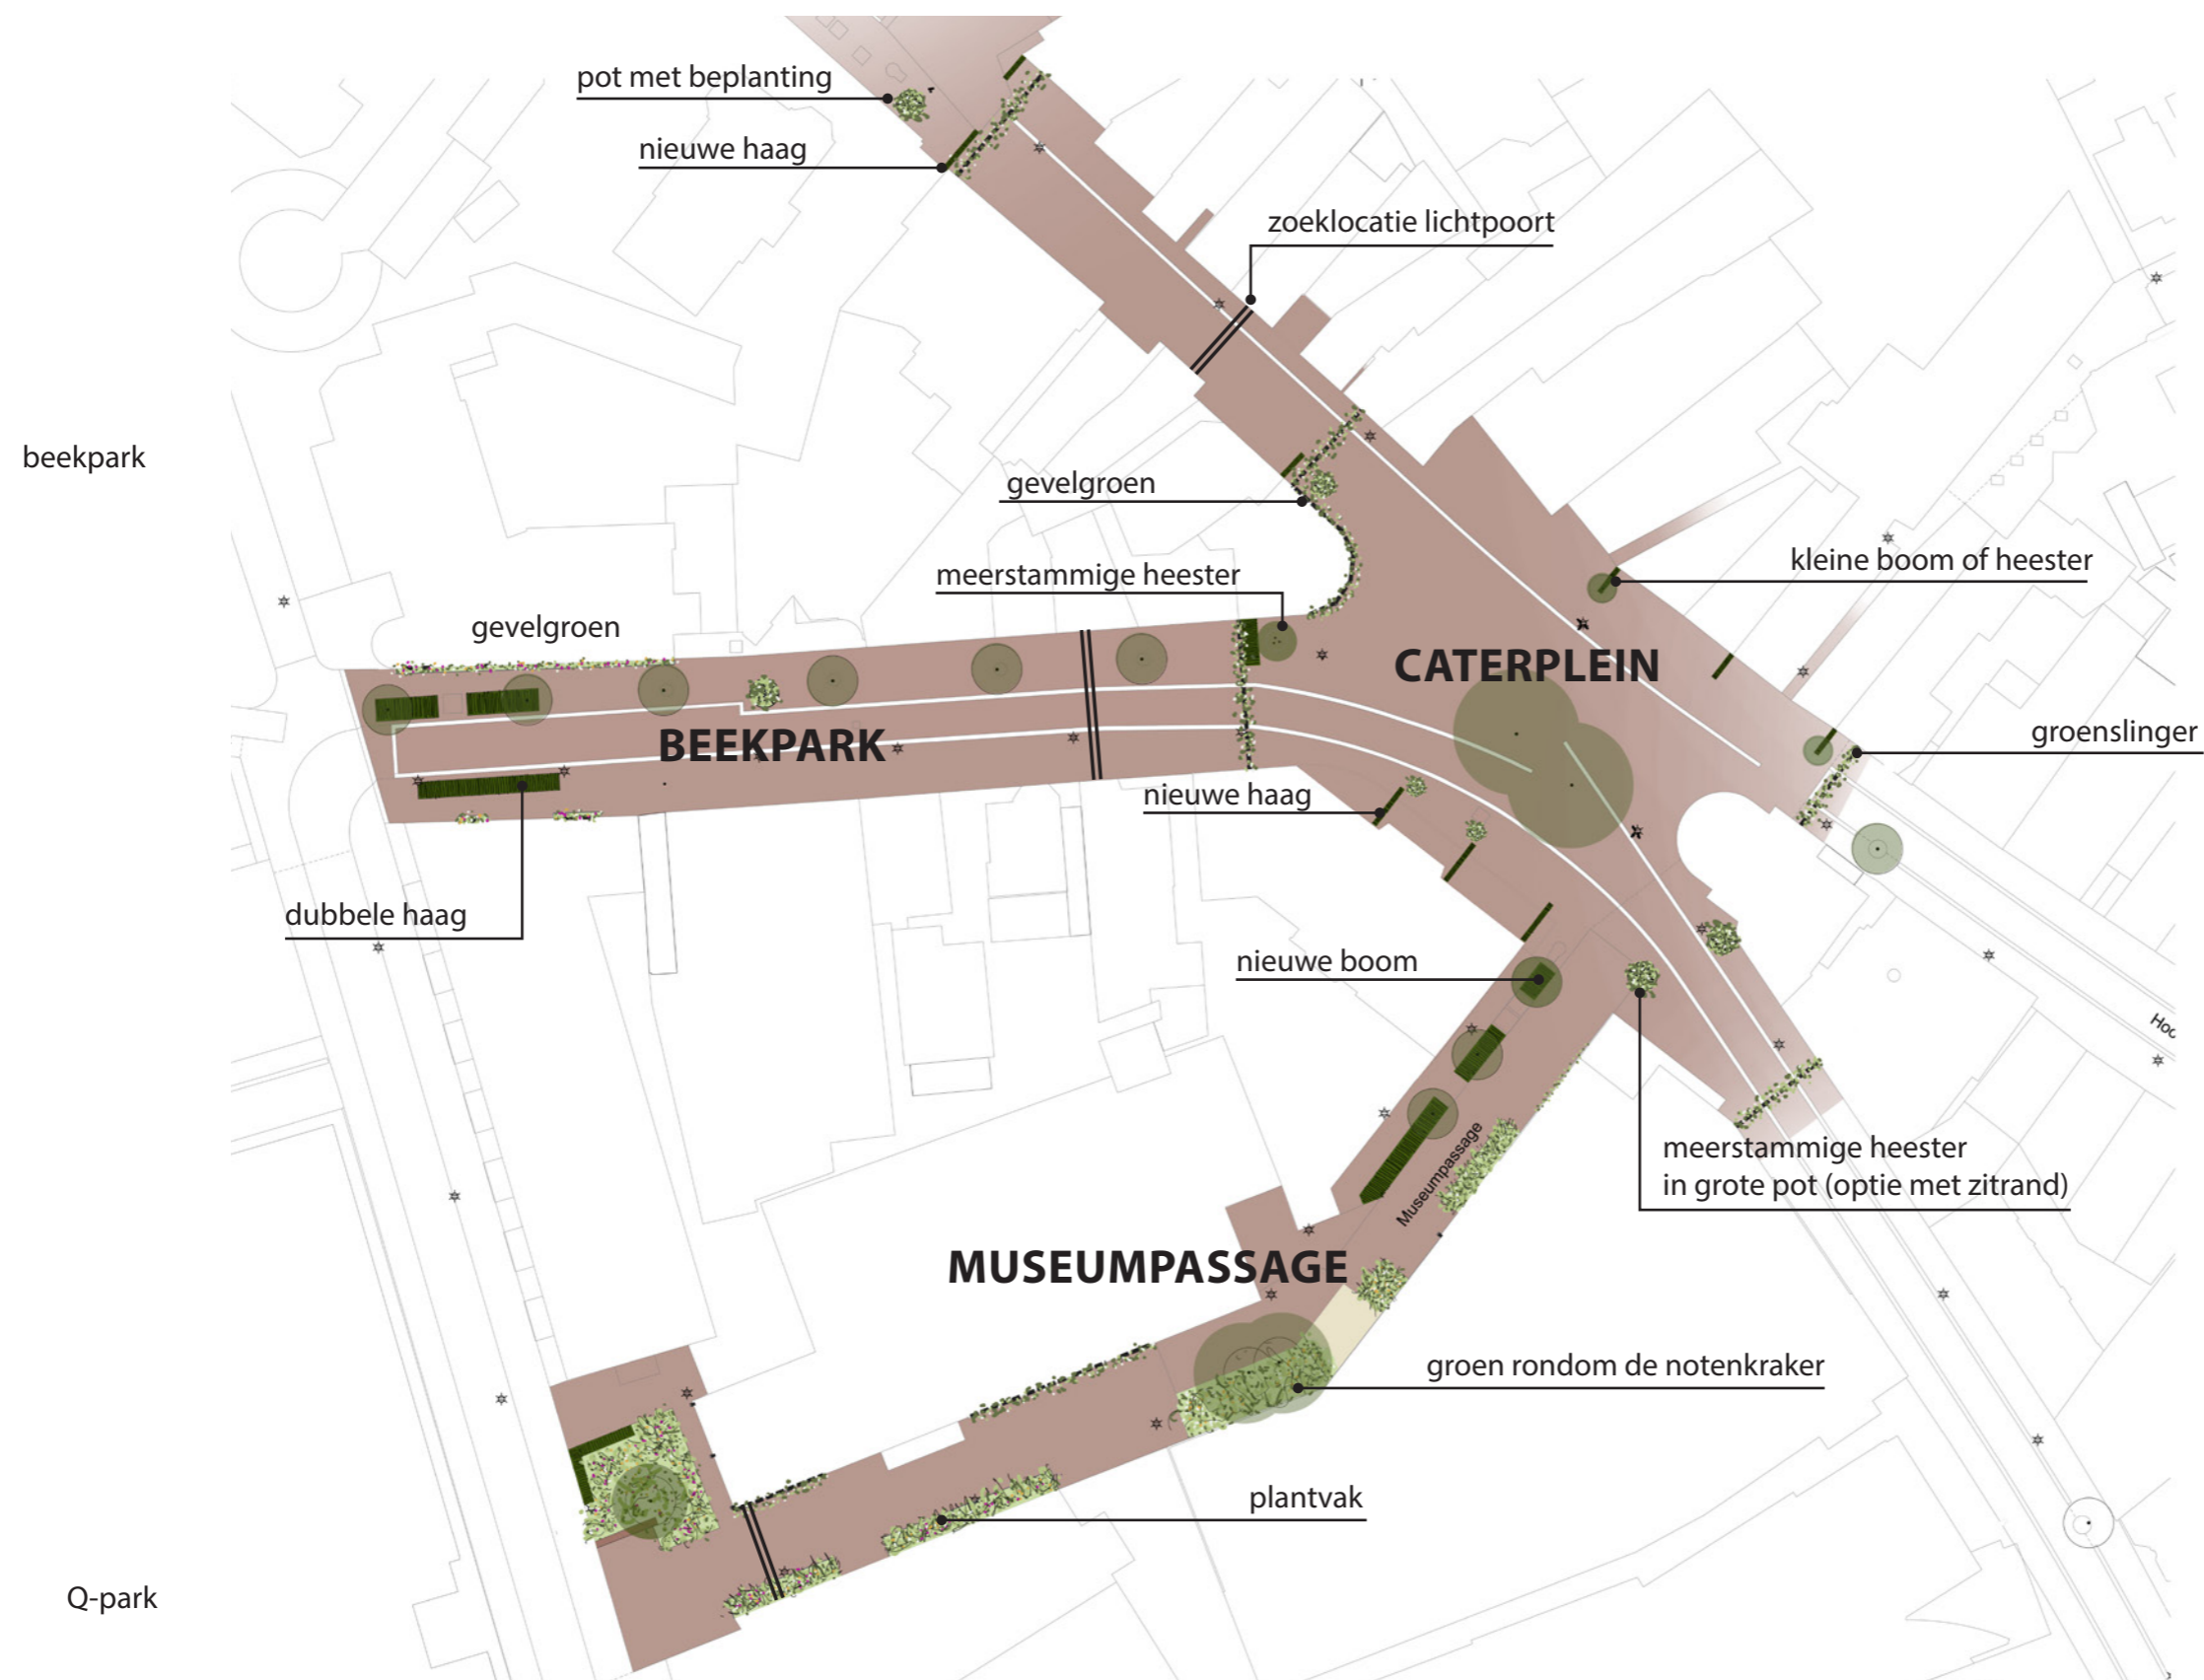 pot met beplanting
nieuwe haag
zoeklocatie lichtpoort
beekpark
gevelgroen
kleine boom of heester
meerstammige heester
gevelgroen
CATERPLEIN
groenslinger
BEEKPARK
nieuwe haag
dubbele haag
nieuwe boom
meerstammige heester
in grote pot (optie met zitrand)
Museumpassage
MUSEUMPASSAGE
groen rondom de notenkraker
plantvak
Q-park